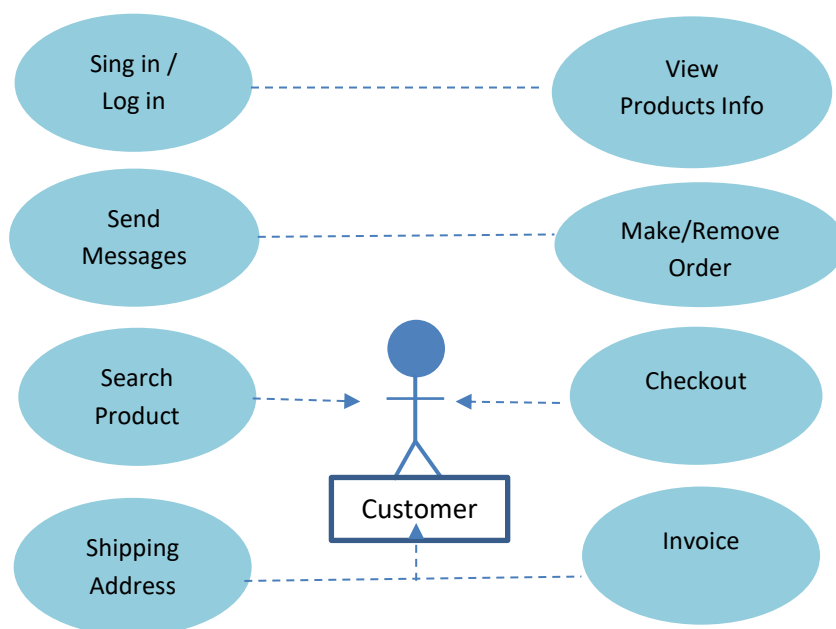 Sing in /
Log in
View
Products Info
Send
Messages
Make/Remove
Order
Search
Product
Checkout
Customer
Shipping
Address
Invoice